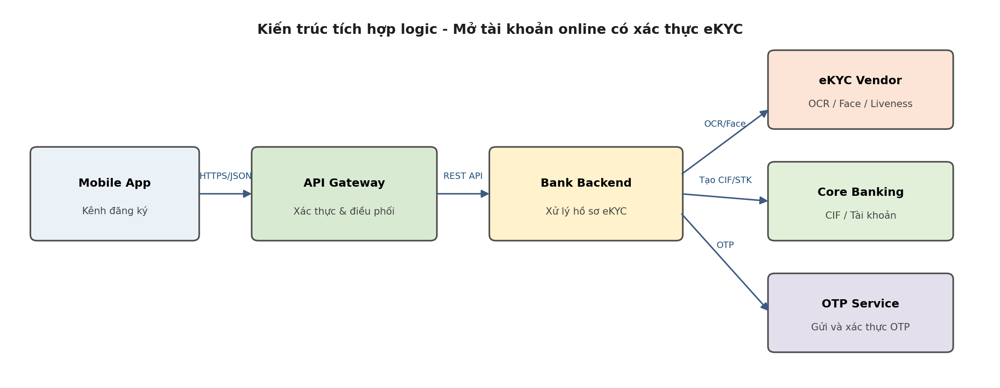 Kiến trúc tích hợp logic - Mở tài khoản online có xác thực eKYC
Mobile App
Kênh đăng ký
HTTPS/JSON
API Gateway
Xác thực & điều phối
REST API
Bank Backend
Xử lý hồ sơ eKYC
OCR/Face
eKYC Vendor
OCR / Face / Liveness
Tạo CIF/STK
Core Banking
CIF / Tài khoản
OTP
OTP Service
Gửi và xác thực OTP